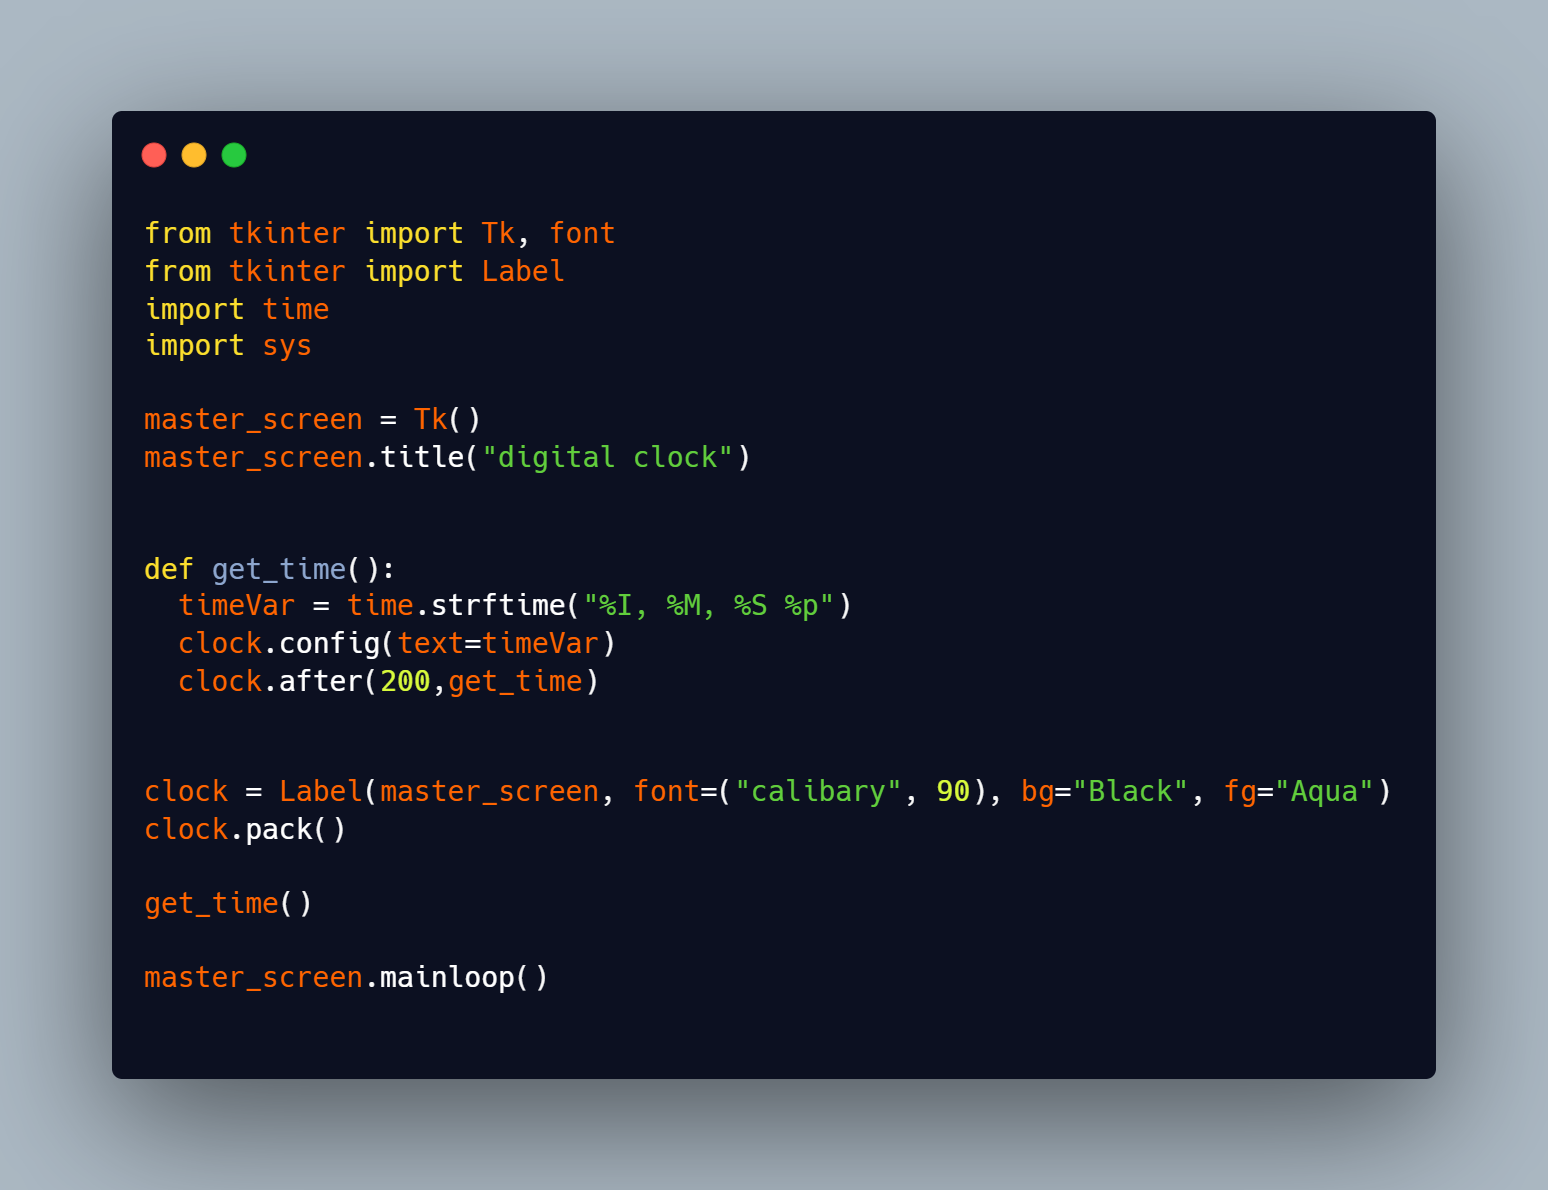 from tkinter import Tk, font
from tkinter import Label
import time
import sys

master_screen = Tk()
master_screen.title("digital clock")


def get_time():
  timeVar = time.strftime("%I, %M, %S %p")
  clock.config(text=timeVar)
  clock.after(200,get_time)


clock = Label(master_screen, font=("calibary", 90), bg="Black", fg="Aqua")
clock.pack()

get_time()

master_screen.mainloop()